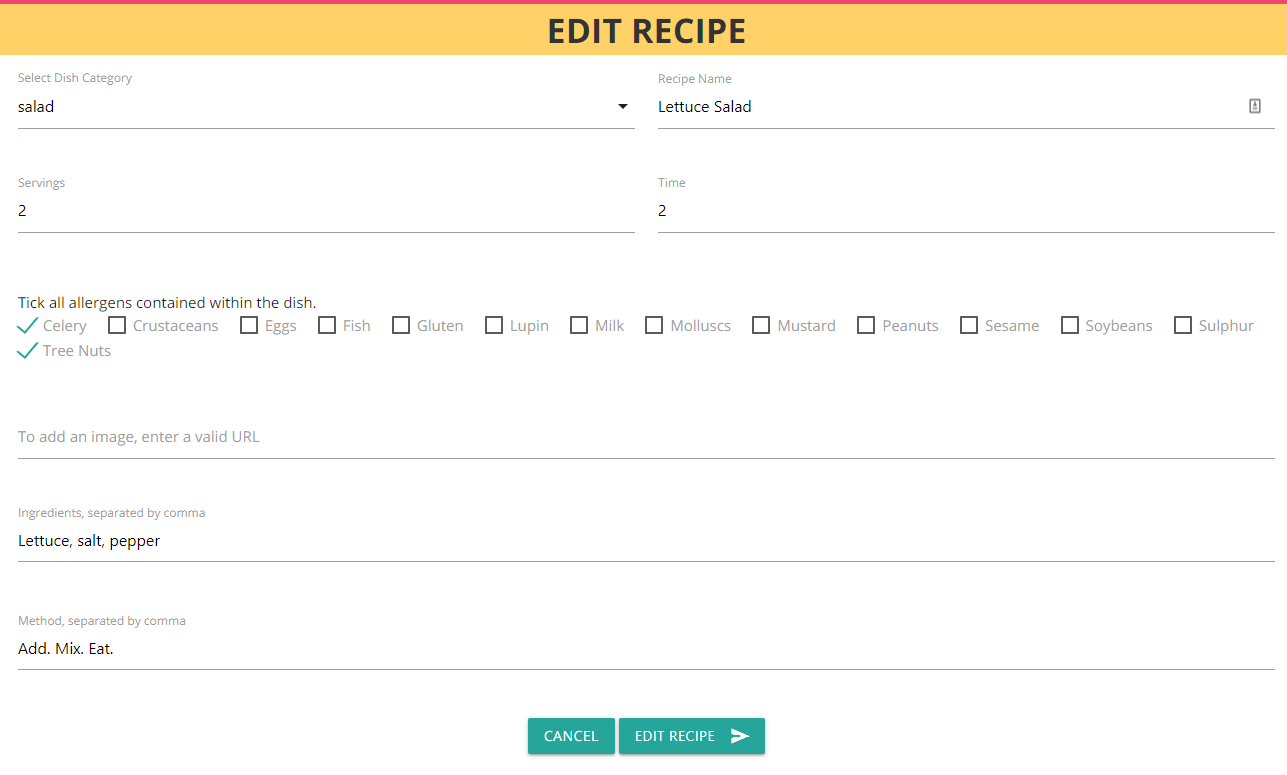 EDIT RECIPE
Select Dish Category Recipe Name
salad Lettuce Salad
Servings Time
2 2
Tick all allergens contained within the dish.
Celery Crustaceans Eggs Fish Gluten Lupin Milk Molluscs Mustard Peanuts Sesame Soybeans Sulphur
Tree Nuts
To add an image, enter a valid URL
Ingredients, separated by comma
Lettuce, salt, pepper
Method, separated by comma
Add. Mix. Eat.
CANCEL EDIT RECIPE